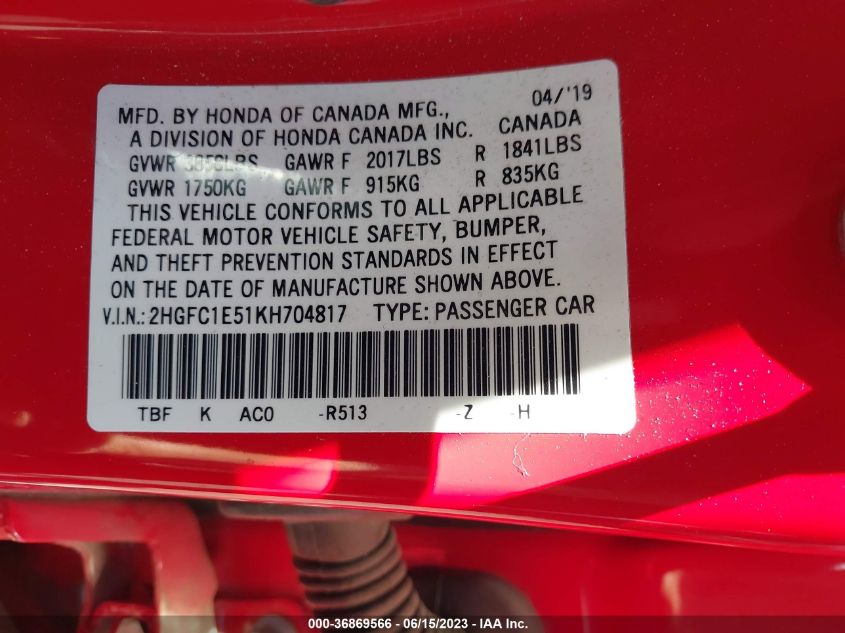 MFD. BY HONDA OF CANADA MFG., 04/'19
A DIVISION OF HONDA CANADA INC. CANADA
GVWR GAWR F 2017LBS R 1841LBS
GVWR 1750KG GAWR F 915KG R 835KG
THIS VEHICLE CONFORMS TO ALL APPLICABLE
FEDERAL MOTOR VEHICLE SAFETY, BUMPER,
AND THEFT PREVENTION STANDARDS IN EFFECT
ON THE DATE OF MANUFACTURE SHOWN ABOVE.
V.I.N.: 2HGFC1E51KH704817 TYPE: PASSENGER CAR
TBF K AC0 -R513 -Z -H
000-36869566 - 06/15/2023 - IAA Inc.